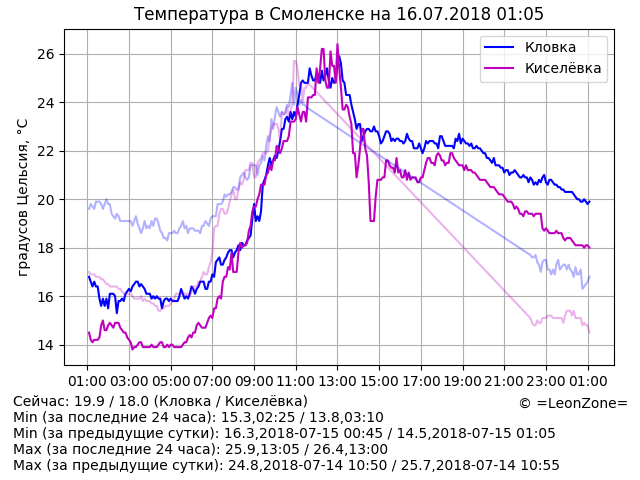 Температура в Смоленске на 16.07.2018 01:05
Кловка
Киселёвка
градусов Цельсия, °C
26
24
22
20
18
16
14
01:00 03:00 05:00 07:00 09:00 11:00 13:00 15:00 17:00 19:00 21:00 23:00 01:00
Сейчас: 19.9 / 18.0 (Кловка / Киселёвка)
© =LeonZone=
Min (за последние 24 часа): 15.3,02:25 / 13.8,03:10
Min (за предыдущие сутки): 16.3,2018-07-15 00:45 / 14.5,2018-07-15 01:05
Max (за последние 24 часа): 25.9,13:05 / 26.4,13:00
Max (за предыдущие сутки): 24.8,2018-07-14 10:50 / 25.7,2018-07-14 10:55